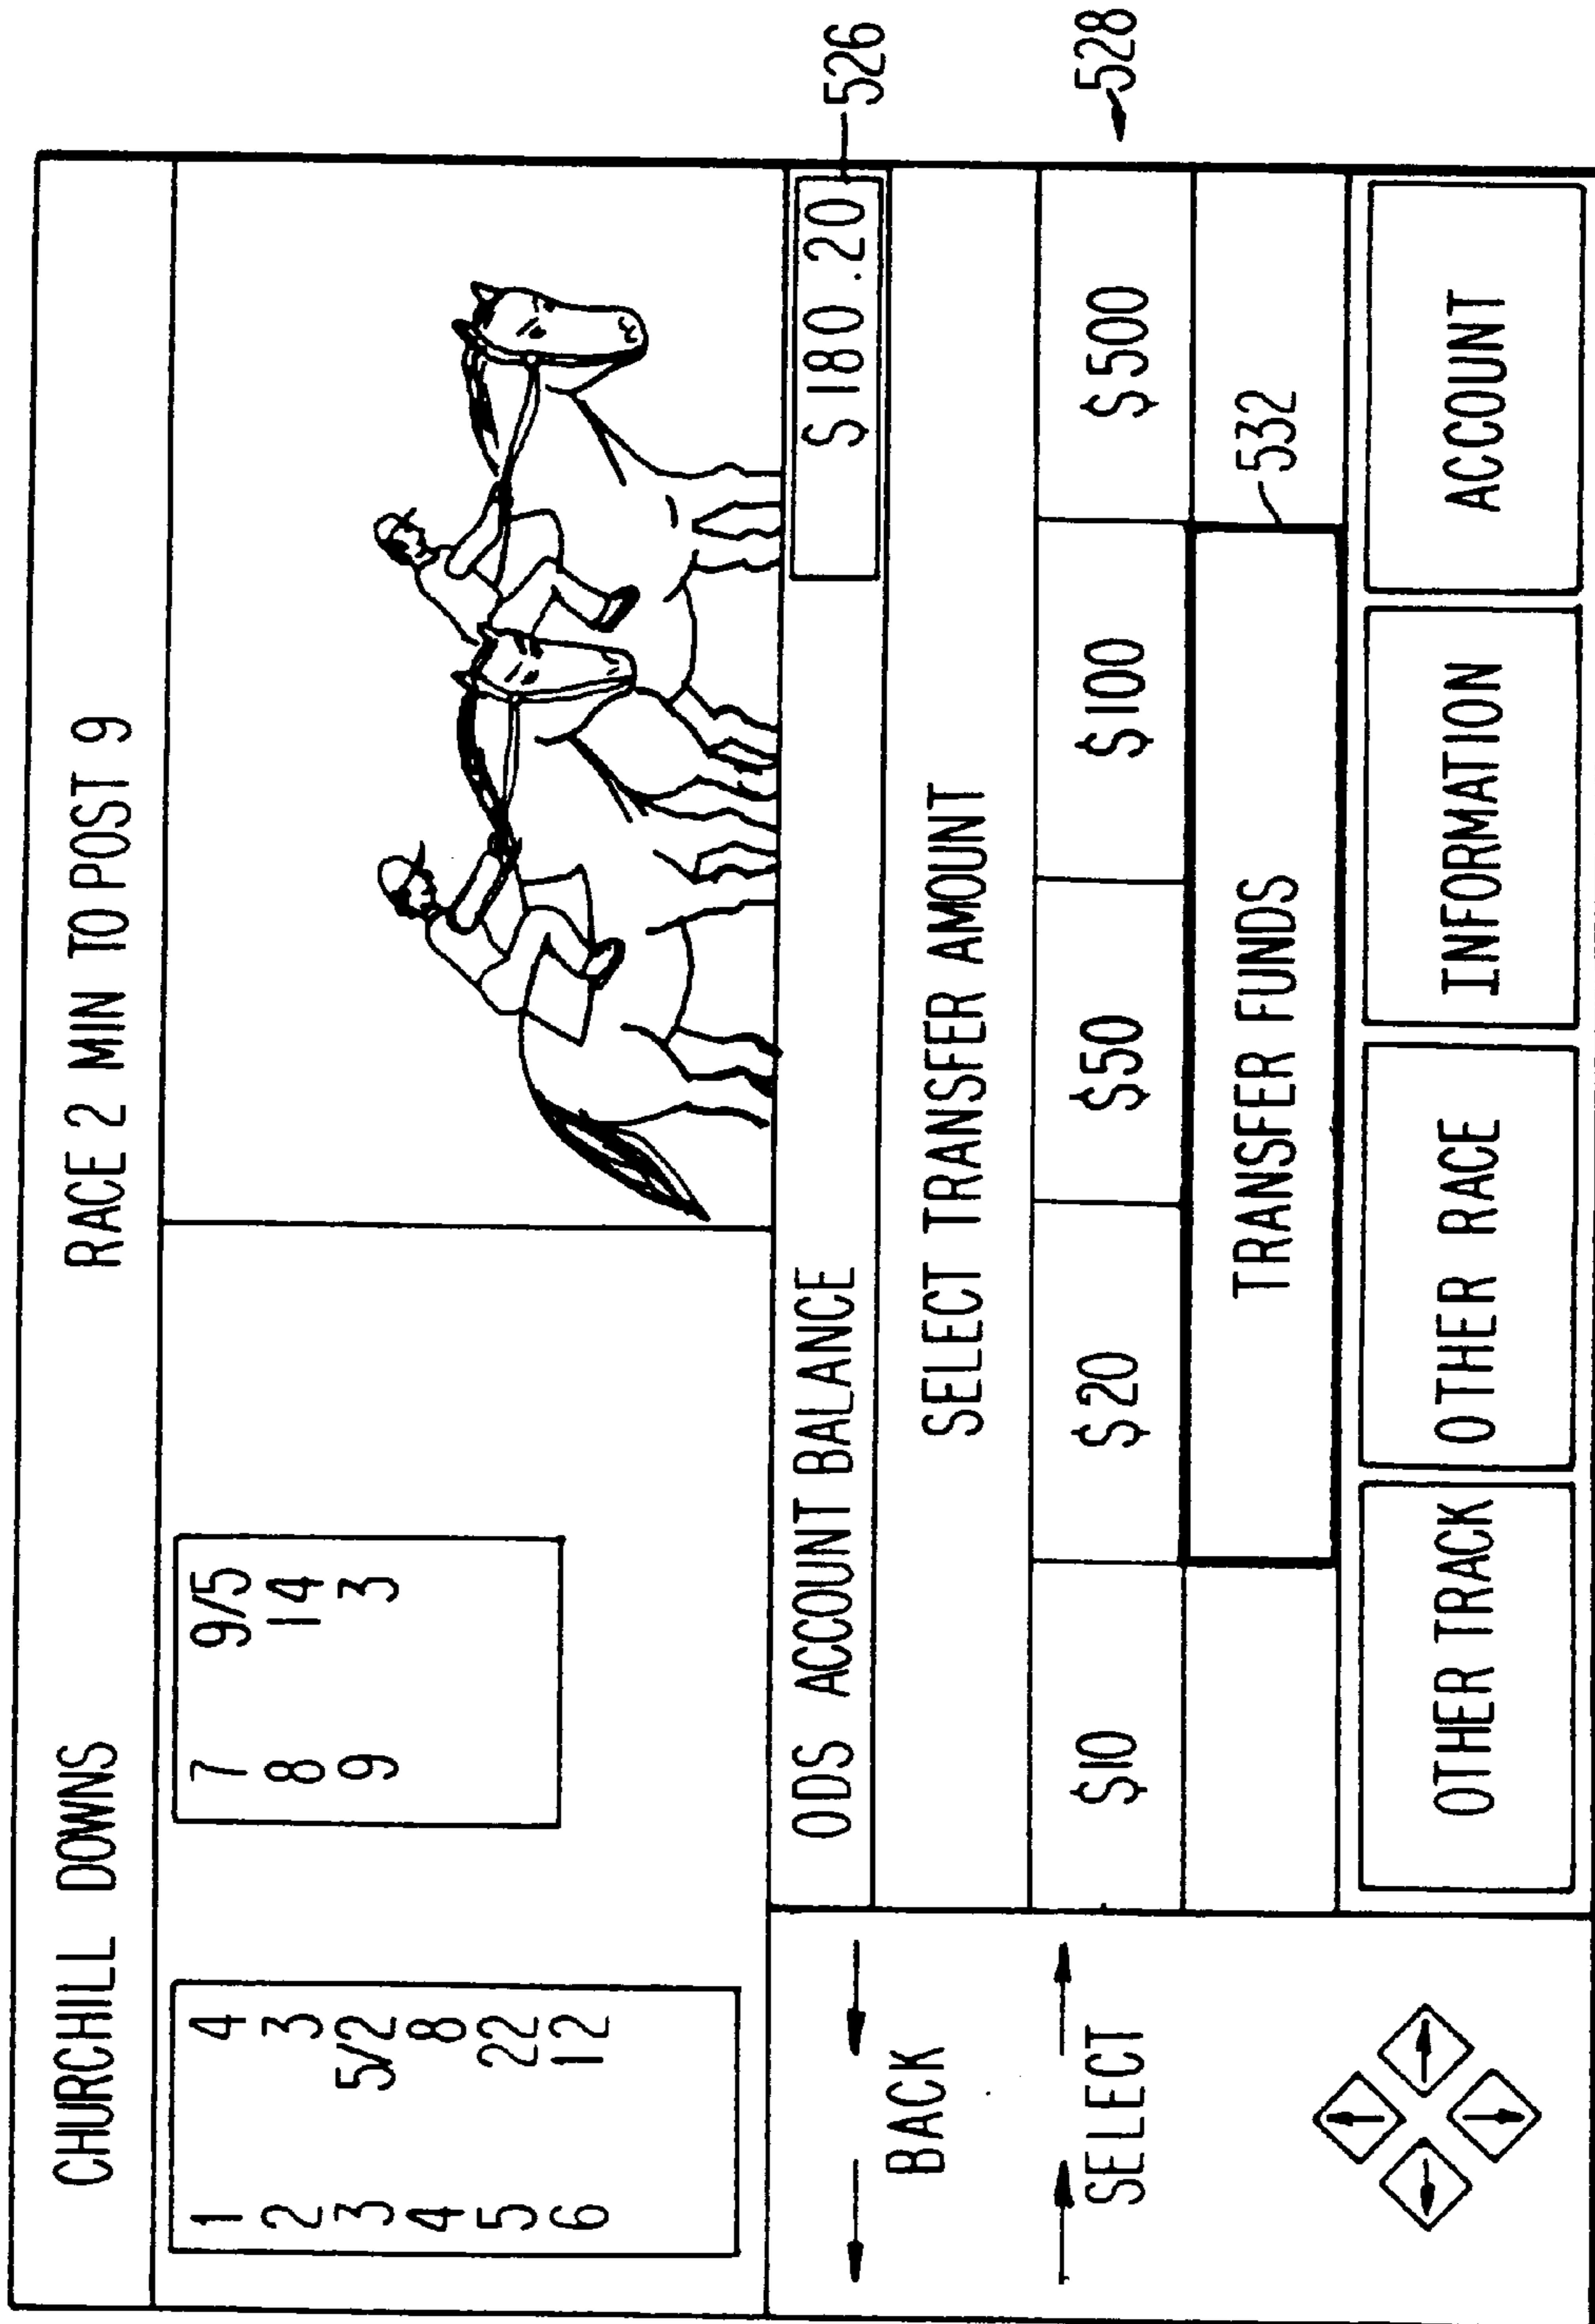 CHURCHILL DOWNS RACE 2 MIN TO POST 9
1 4
2 3
3 5/2
4 8
5 22
6 12
7 9/5
8 14
9 3
BACK
SELECT
ODS ACCOUNT BALANCE $180.20
526
SELECT TRANSFER AMOUNT
$10 $20 $50 $100 $500
528
TRANSFER FUNDS
532
OTHER TRACK OTHER RACE INFORMATION ACCOUNT